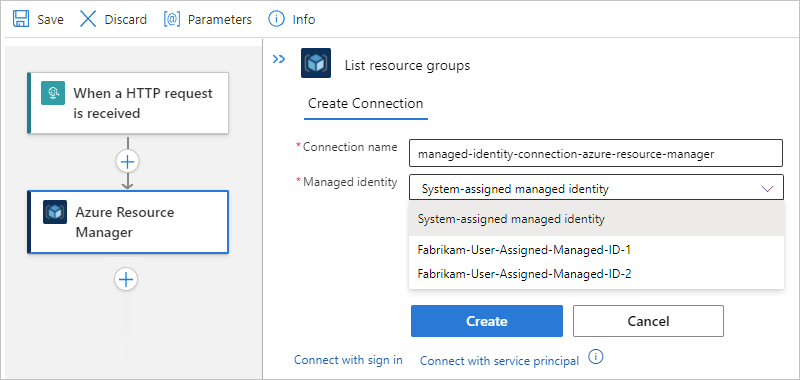 Save Discard [@] Parameters Info
When a HTTP request
is received
Azure Resource
Manager
List resource groups
Create Connection
* Connection name managed-identity-connection-azure-resource-manager
* Managed identity System-assigned managed identity
System-assigned managed identity
Fabrikam-User-Assigned-Managed-ID-1
Fabrikam-User-Assigned-Managed-ID-2
Create Cancel
Connect with sign in Connect with service principal